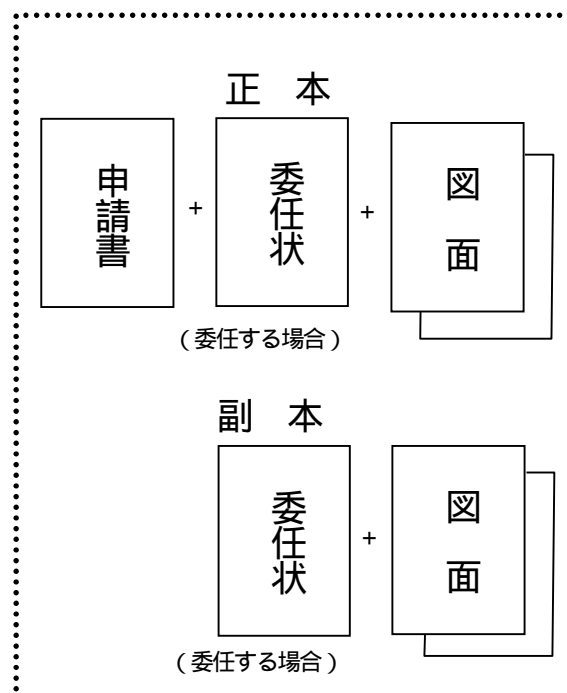 正　本
申請書 + 委任状 + 図面
（委任する場合）
副　本
委任状 + 図面
（委任する場合）